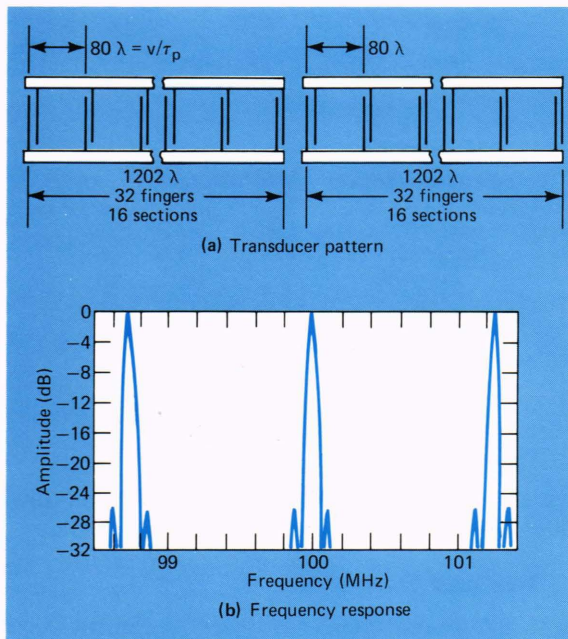 80 λ = v/τp
80 λ
1202 λ
32 fingers
16 sections
1202 λ
32 fingers
16 sections
(a) Transducer pattern
0
−4
−8
−12
−16
−20
−24
−28
−32
Amplitude (dB)
99
100
101
Frequency (MHz)
(b) Frequency response